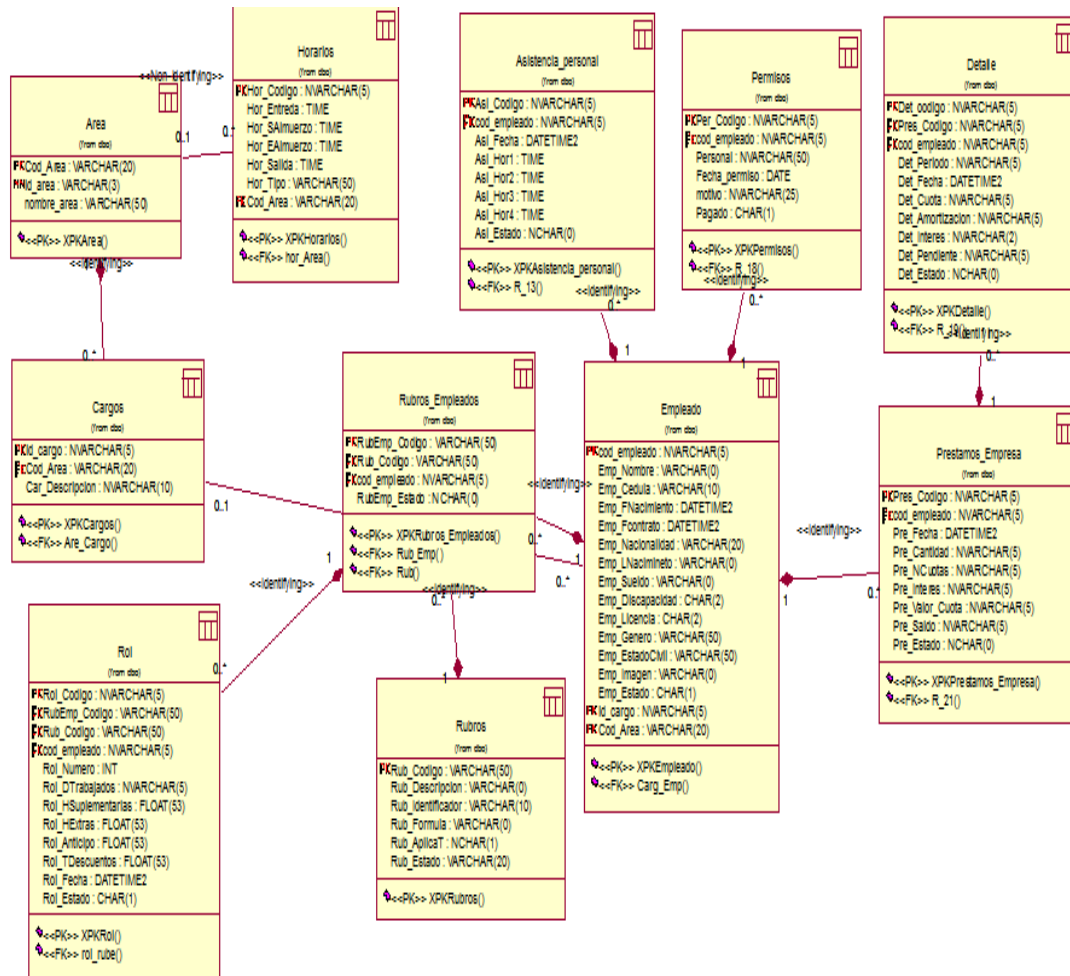 Horarios
(from dbo)
PK Hor_Codigo : NVARCHAR(5)
Hor_Entreda : TIME
Hor_SAlmuerzo : TIME
Hor_EAlmuerzo : TIME
Hor_Salida : TIME
Hor_Tipo : VARCHAR(50)
FK Cod_Area : VARCHAR(20)
<<PK>> XPKHorarios()
<<FK>> hor_Area()
Asistencia_personal
(from dbo)
PK Asi_Codigo : NVARCHAR(5)
cod_empleado : NVARCHAR(5)
Asi_Fecha : DATETIME2
Asi_Hor1 : TIME
Asi_Hor2 : TIME
Asi_Hor3 : TIME
Asi_Hor4 : TIME
Asi_Estado : NCHAR(0)
<<PK>> XPKAsistencia_personal()
<<FK>> R_13()
<<Identifying>>
0..*
1
Permisos
(from dbo)
PK Per_Codigo : NVARCHAR(5)
cod_empleado : NVARCHAR(5)
Personal : NVARCHAR(50)
Fecha_permiso : DATE
motivo : NVARCHAR(25)
Pagado : CHAR(1)
<<PK>> XPKPermisos()
<<FK>> R_18()
<<Identifying>>
0..*
1
Detalle
(from dbo)
PK Det_codigo : NVARCHAR(5)
Pres_Codigo : NVARCHAR(5)
cod_empleado : NVARCHAR(5)
Det_Periodo : NVARCHAR(5)
Det_Fecha : DATETIME2
Det_Cuota : NVARCHAR(5)
Det_Amortizacion : NVARCHAR(5)
Det_Interes : NVARCHAR(2)
Det_Pendiente : NVARCHAR(5)
Det_Estado : NCHAR(0)
<<PK>> XPKDetalle()
<<FK>> R_19()
<<Identifying>>
0..*
1
Area
(from dbo)
PK Cod_Area : VARCHAR(20)
id_area : VARCHAR(3)
nombre_area : VARCHAR(50)
<<PK>> XPKArea()
<<Identifying>>
<<Non-Identifying>>
0..1
0..*
Cargos
(from dbo)
PK id_cargo : NVARCHAR(5)
Cod_Area : VARCHAR(20)
Car_Descripcion : NVARCHAR(10)
<<PK>> XPKCargos()
<<FK>> Are_Cargo()
0..1
Rubros_Empleados
(from dbo)
PK RubEmp_Codigo : VARCHAR(50)
Rub_Codigo : VARCHAR(50)
cod_empleado : NVARCHAR(5)
RubEmp_Estado : NCHAR(0)
<<PK>> XPKRubros_Empleados()
<<FK>> Rub_Emp()
<<FK>> Rub()
<<Identifying>>
0..*
<<Identifying>>
0..*
1
0..*
Empleado
(from dbo)
PK cod_empleado : NVARCHAR(5)
Emp_Nombre : VARCHAR(0)
Emp_Cedula : VARCHAR(10)
Emp_FNacimiento : DATETIME2
Emp_Fcontrato : DATETIME2
Emp_Nacionalidad : VARCHAR(20)
Emp_LNacimineto : VARCHAR(0)
Emp_Sueldo : VARCHAR(0)
Emp_Discapacidad : CHAR(2)
Emp_Licencia : CHAR(2)
Emp_Genero : VARCHAR(50)
Emp_EstadoCivil : VARCHAR(50)
Emp_Imagen : VARCHAR(0)
Emp_Estado : CHAR(1)
FK id_cargo : NVARCHAR(5)
FK Cod_Area : VARCHAR(20)
<<PK>> XPKEmpleado()
<<FK>> Carg_Emp()
<<Identifying>>
1
0..*
Prestamos_Empresa
(from dbo)
PK Pres_Codigo : NVARCHAR(5)
cod_empleado : NVARCHAR(5)
Pre_Fecha : DATETIME2
Pre_Cantidad : NVARCHAR(5)
Pre_NCuotas : NVARCHAR(5)
Pre_Interes : NVARCHAR(5)
Pre_Valor_Cuota : NVARCHAR(5)
Pre_Saldo : NVARCHAR(5)
Pre_Estado : NCHAR(0)
<<PK>> XPKPrestamos_Empresa()
<<FK>> R_21()
<<Identifying>>
1
0..*
Rol
(from dbo)
PK Rol_Codigo : NVARCHAR(5)
RubEmp_Codigo : VARCHAR(50)
Rub_Codigo : VARCHAR(50)
cod_empleado : NVARCHAR(5)
Rol_Numero : INT
Rol_DTrabajados : NVARCHAR(5)
Rol_HSuplementarias : FLOAT(53)
Rol_HExtras : FLOAT(53)
Rol_Anticipo : FLOAT(53)
Rol_TDescuentos : FLOAT(53)
Rol_Fecha : DATETIME2
Rol_Estado : CHAR(1)
<<PK>> XPKRol()
<<FK>> rol_rube()
1
Rubros
(from dbo)
PK Rub_Codigo : VARCHAR(50)
Rub_Descripcion : VARCHAR(0)
Rub_Identificador : VARCHAR(10)
Rub_Formula : VARCHAR(0)
Rub_AplicaT : NCHAR(1)
Rub_Estado : VARCHAR(20)
<<PK>> XPKRubros()